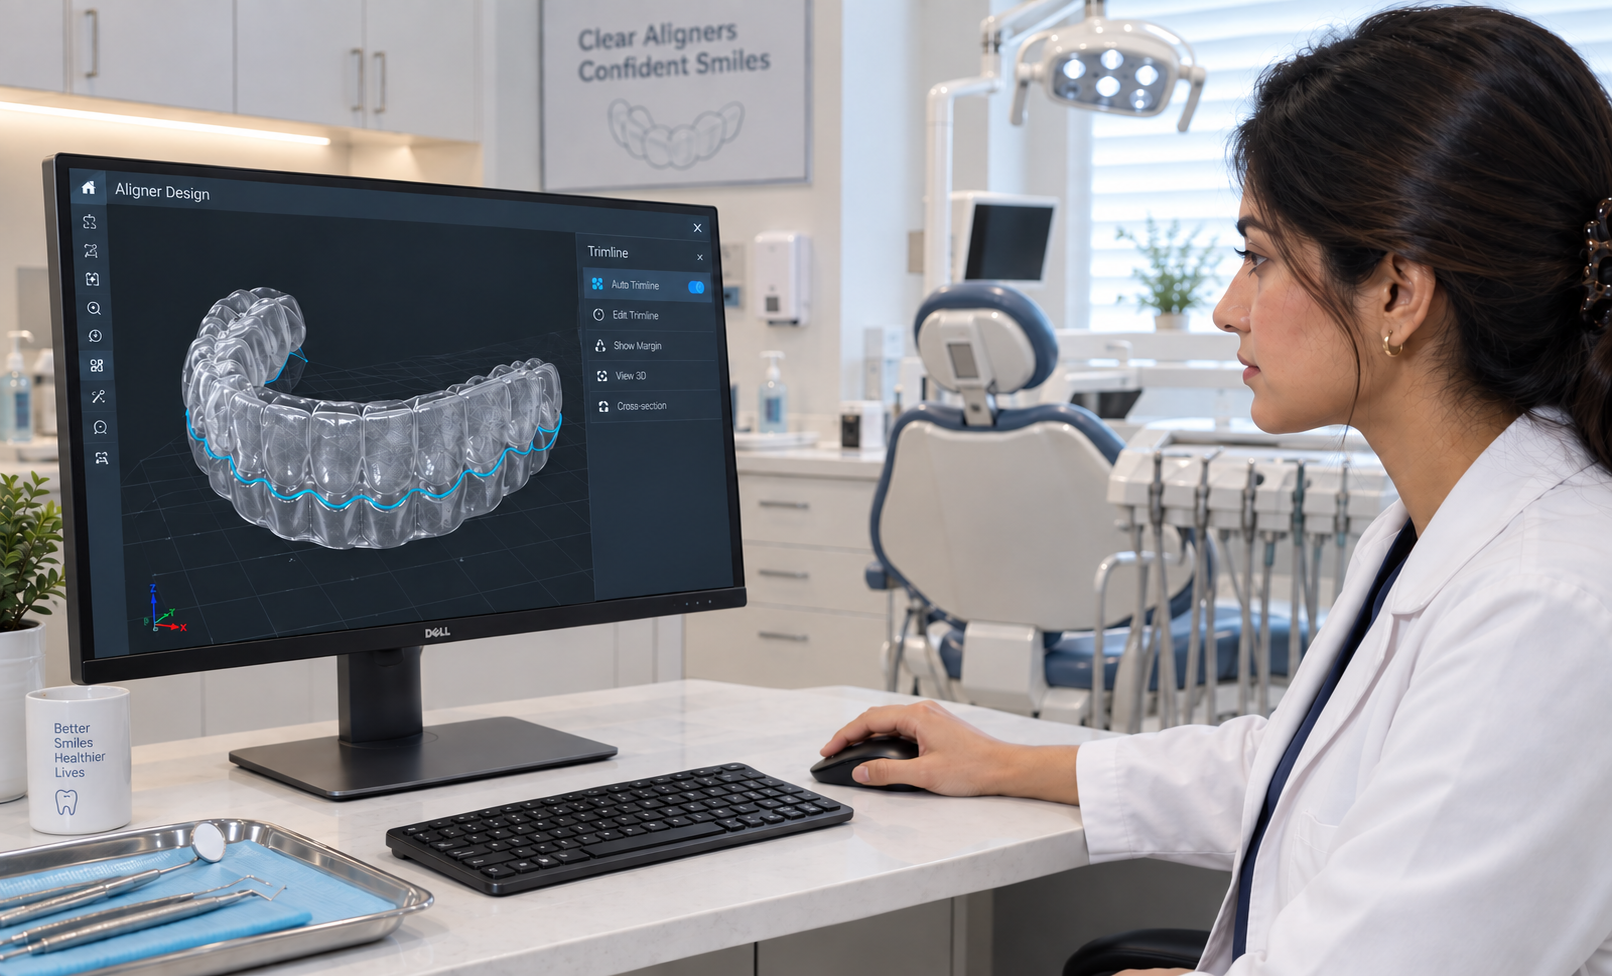 Clear Aligners
Confident Smiles
Aligner Design
Trimline
Auto Trimline
Edit Trimline
Show Margin
View 3D
Cross-section
Z
Y
X
DELL
Better
Smiles
Healthier
Lives